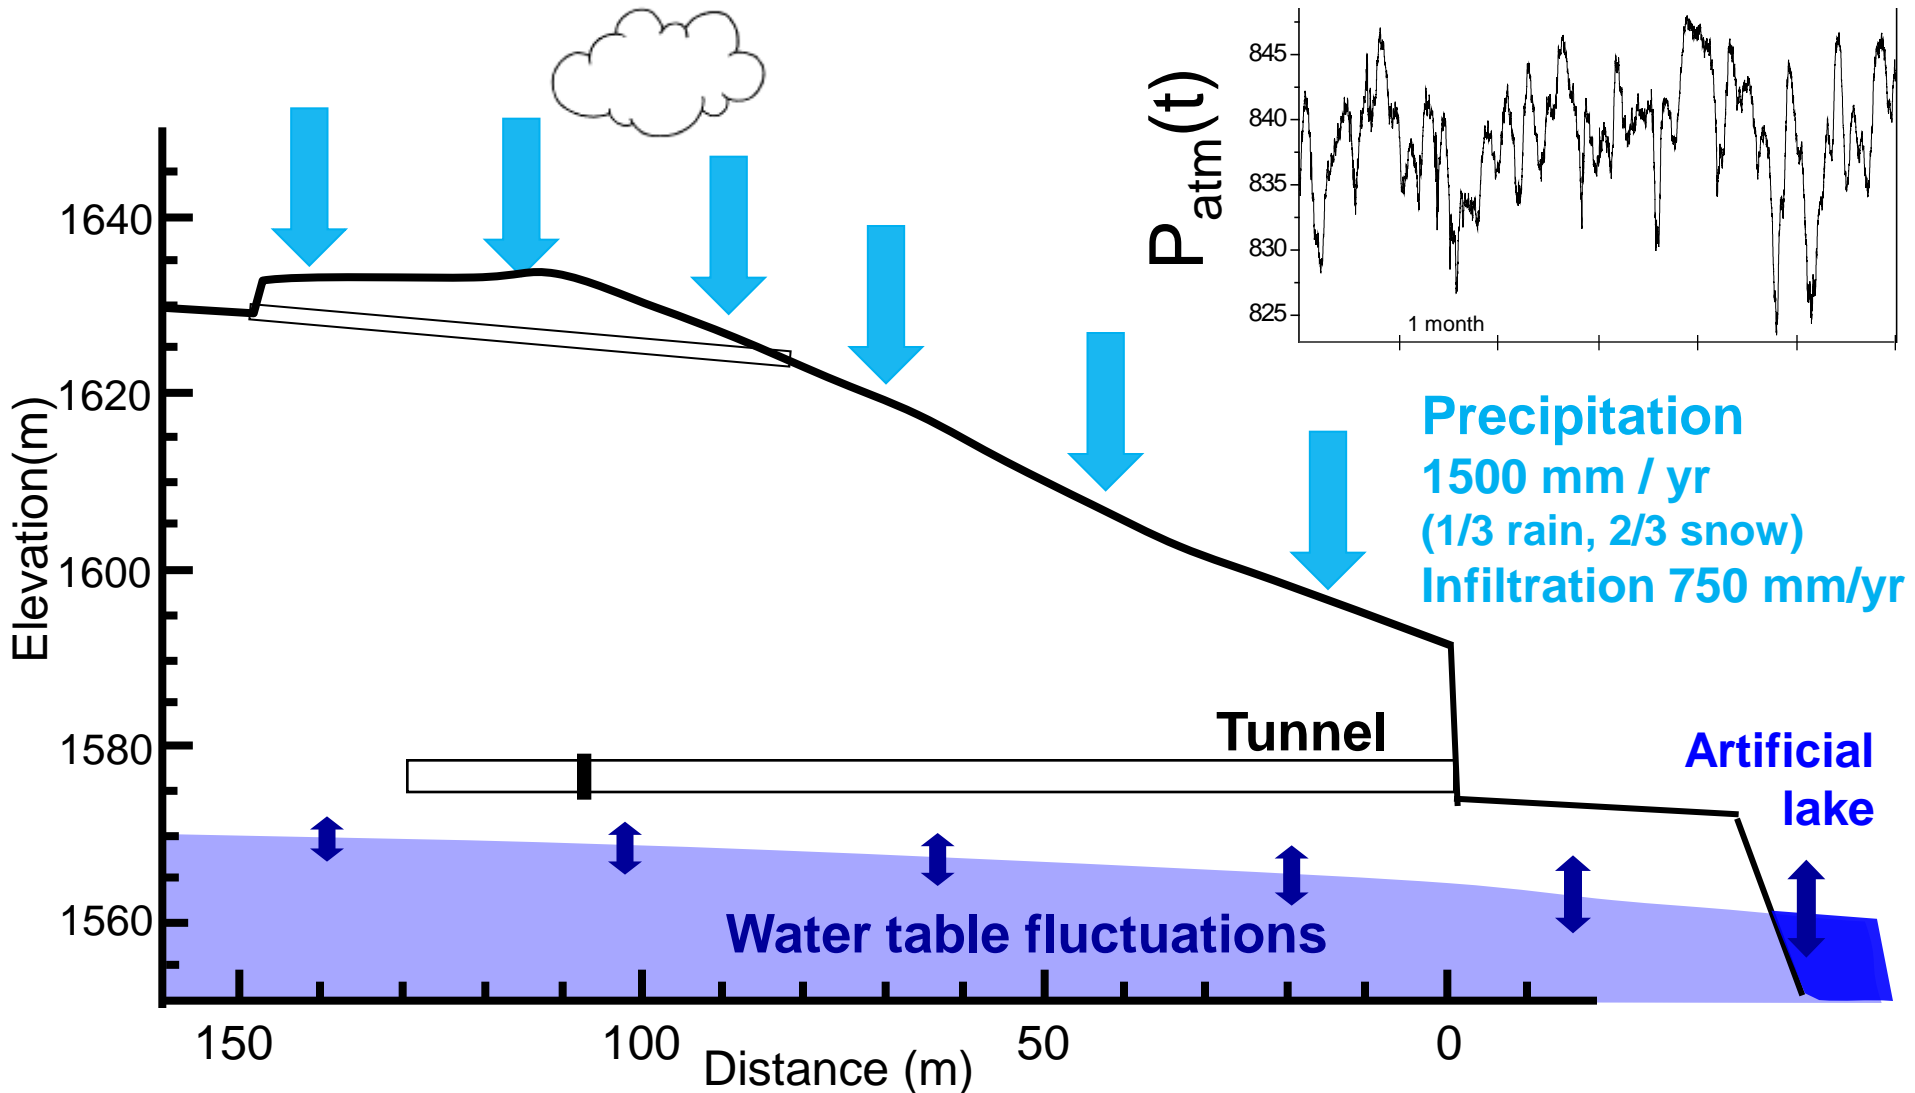 845
840
835
830
825
P_atm(t)
1 month
1640
1620
1600
1580
1560
Elevation(m)
Precipitation
1500 mm / yr
(1/3 rain, 2/3 snow)
Infiltration 750 mm/yr
Tunnel
Artificial
lake
Water table fluctuations
150
100
50
0
Distance (m)